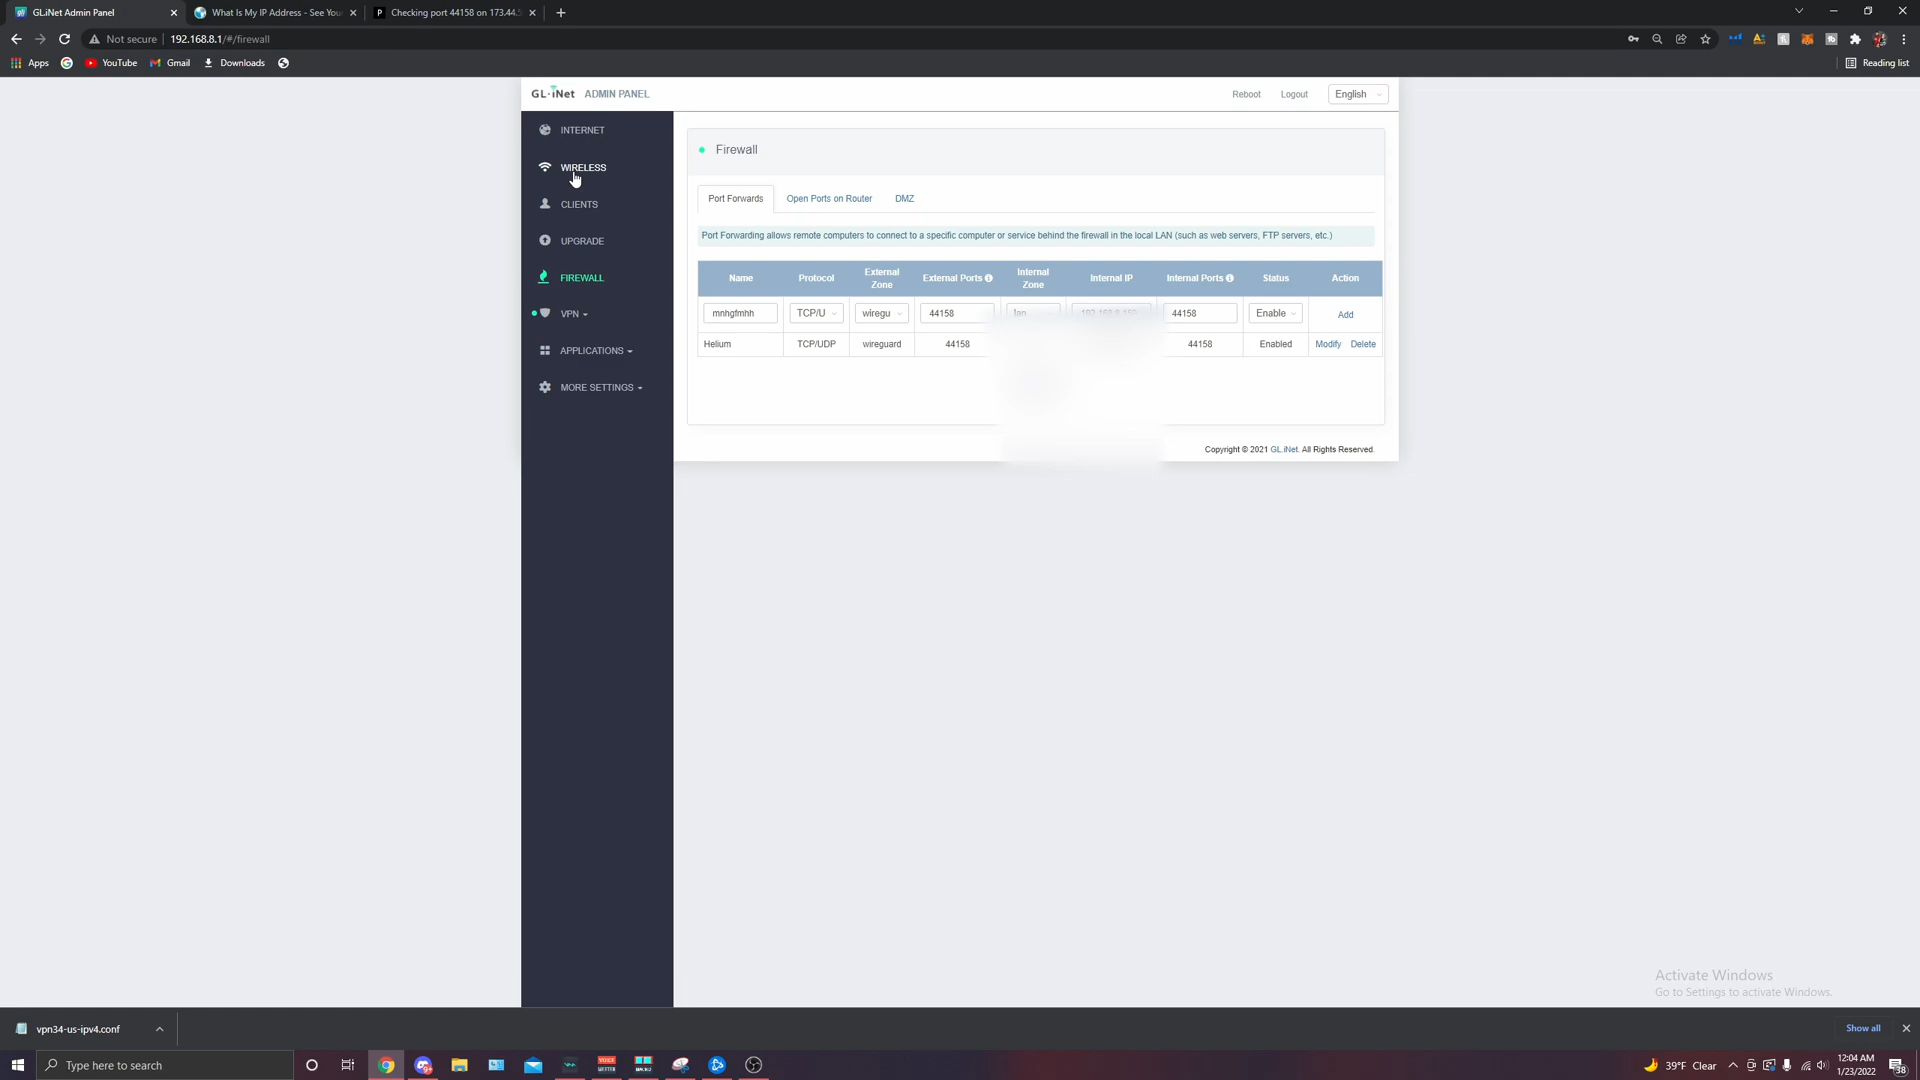 GLiNet Admin Panel
What Is My IP Address - See You
Checking port 44158 on 173.44.5
Not secure
192.168.8.1/#/firewall
Apps
YouTube
Gmail
Downloads
Reading list
GL·iNet ADMIN PANEL
Reboot
Logout
English
INTERNET
WIRELESS
CLIENTS
UPGRADE
FIREWALL
VPN
APPLICATIONS
MORE SETTINGS
Firewall
Port Forwards
Open Ports on Router
DMZ
Port Forwarding allows remote computers to connect to a specific computer or service behind the firewall in the local LAN (such as web servers, FTP servers, etc.)
Name Protocol External Zone External Ports Internal Zone Internal IP Internal Ports Status Action
mnhgfmhh TCP/U wiregu 44158 lan 44158 Enable Add
Helium TCP/UDP wireguard 44158 44158 Enabled Modify Delete
Copyright © 2021 GL.iNet. All Rights Reserved.
Activate Windows
Go to Settings to activate Windows.
vpn34-us-ipv4.conf
Show all
Type here to search
39°F Clear
12:04 AM
1/23/2022
38